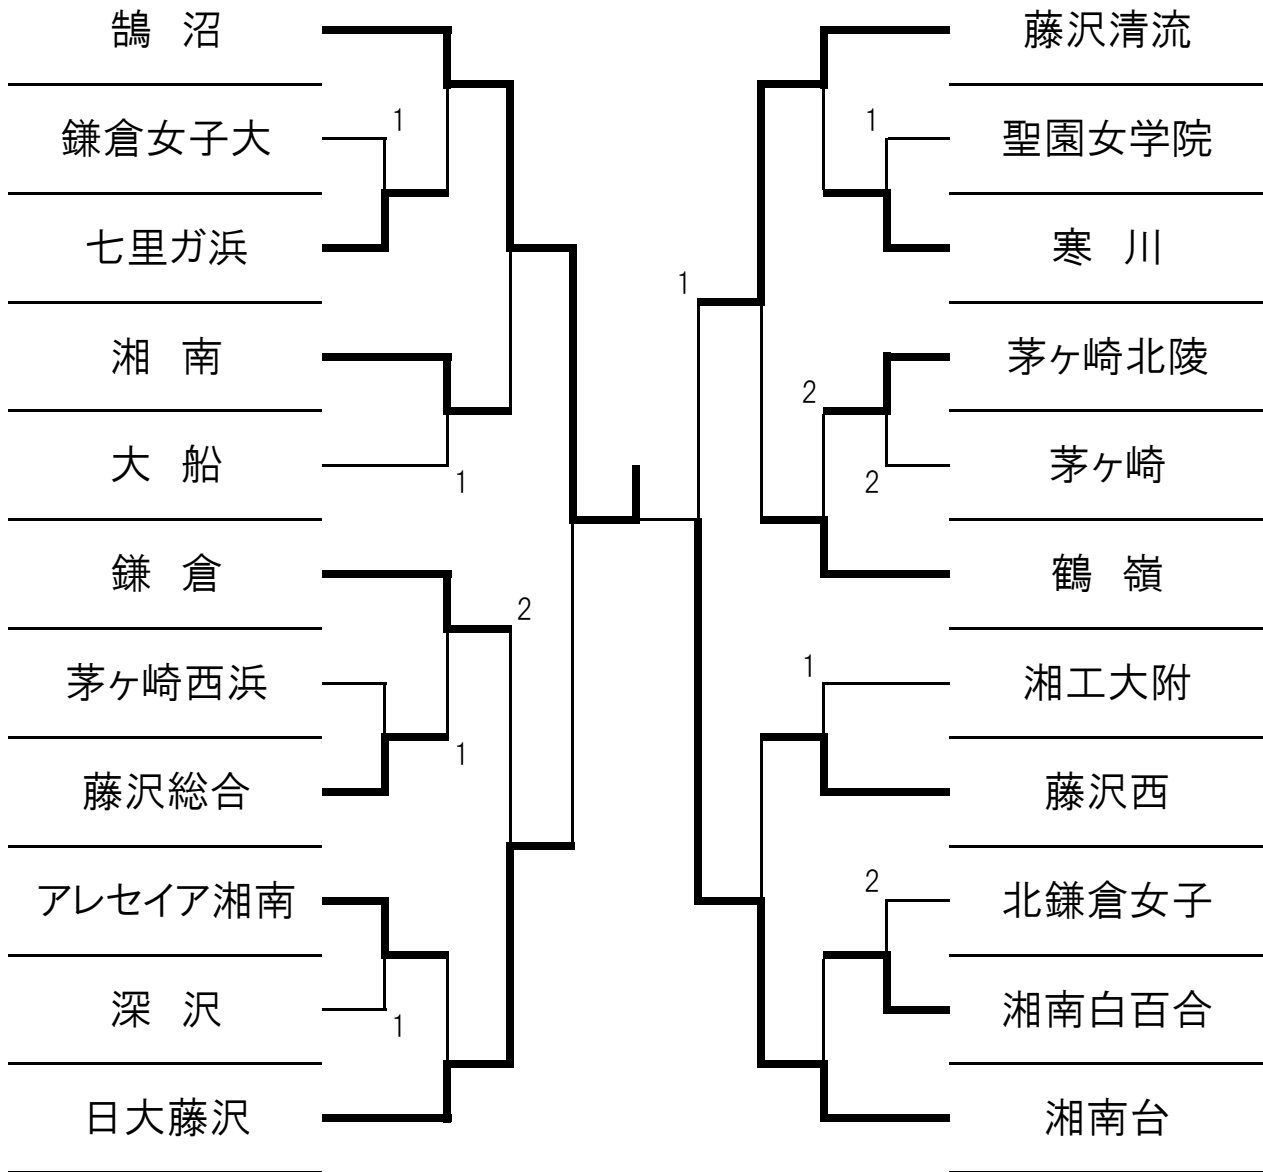 鵠　沼
鎌倉女子大
1
七里ガ浜
湘　南
大　船
1
鎌　倉
2
茅ヶ崎西浜
藤沢総合
1
アレセイア湘南
深　沢
1
日大藤沢
藤沢清流
1
聖園女学院
寒　川
1
茅ヶ崎北陵
2
茅ヶ崎
2
鶴　嶺
1
湘工大附
藤沢西
2
北鎌倉女子
湘南白百合
湘南台